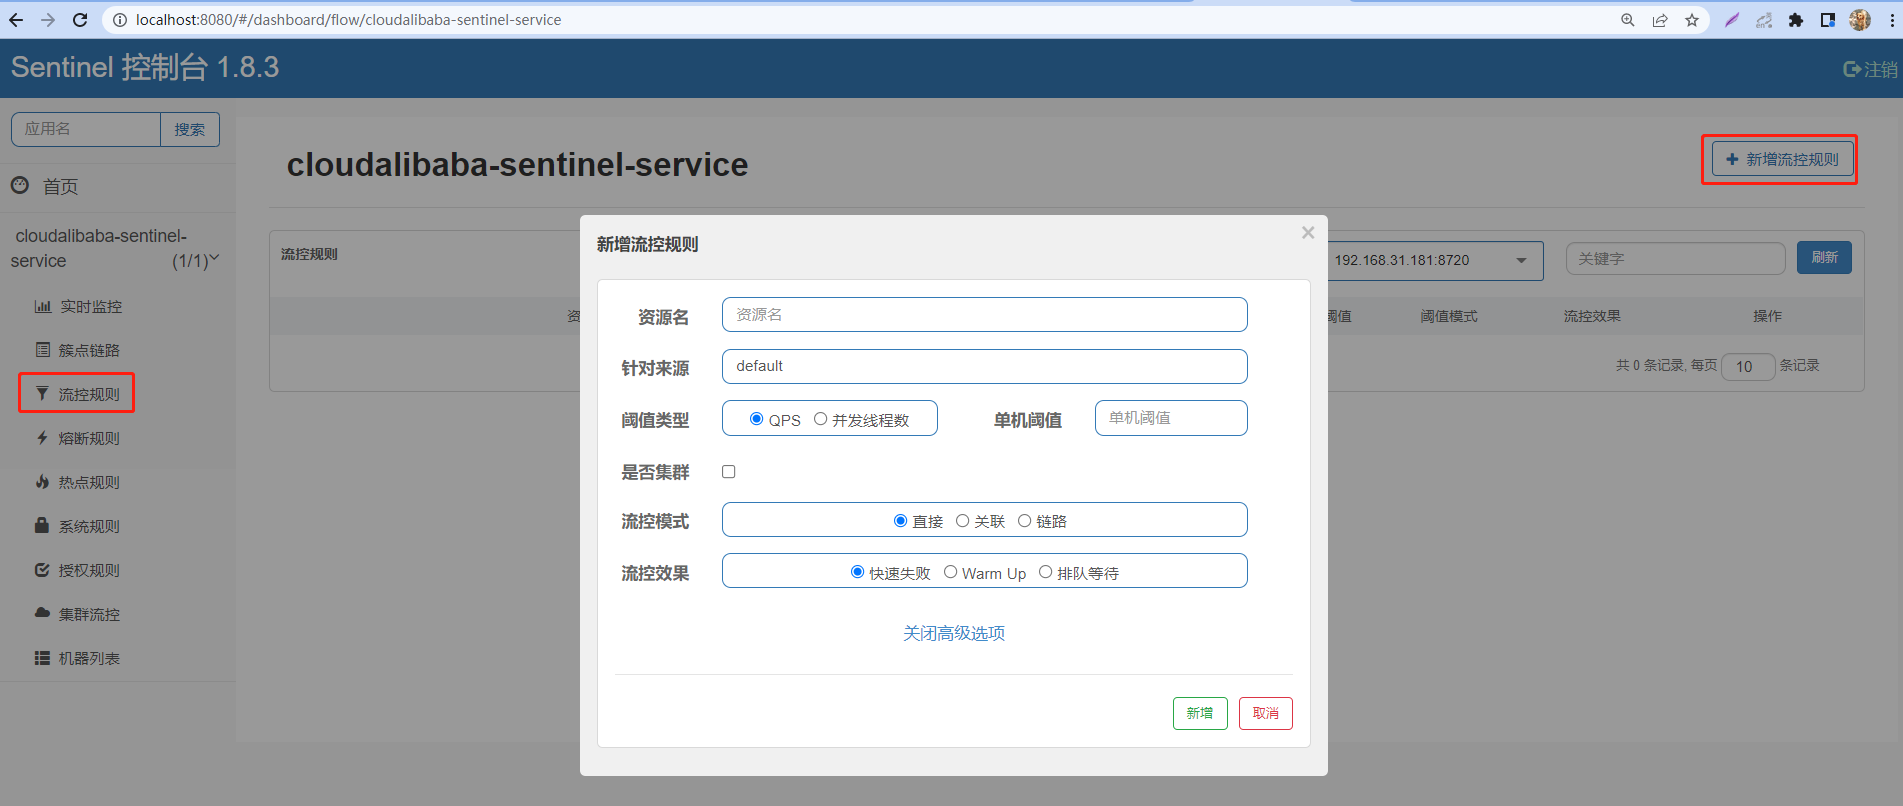 localhost:8080/#/dashboard/flow/cloudalibaba-sentinel-service
Sentinel 控制台 1.8.3
注销
应用名
搜索
首页
cloudalibaba-sentinel-
service
(1/1)
实时监控
簇点链路
流控规则
熔断规则
热点规则
系统规则
授权规则
集群流控
机器列表
cloudalibaba-sentinel-service
新增流控规则
流控规则
192.168.31.181:8720
关键字
刷新
资
阈值
阈值模式
流控效果
操作
共 0 条记录, 每页 10 条记录
新增流控规则
×
资源名
资源名
针对来源
default
阈值类型
QPS 并发线程数
单机阈值
单机阈值
是否集群
流控模式
直接 关联 链路
流控效果
快速失败 Warm Up 排队等待
关闭高级选项
新增
取消